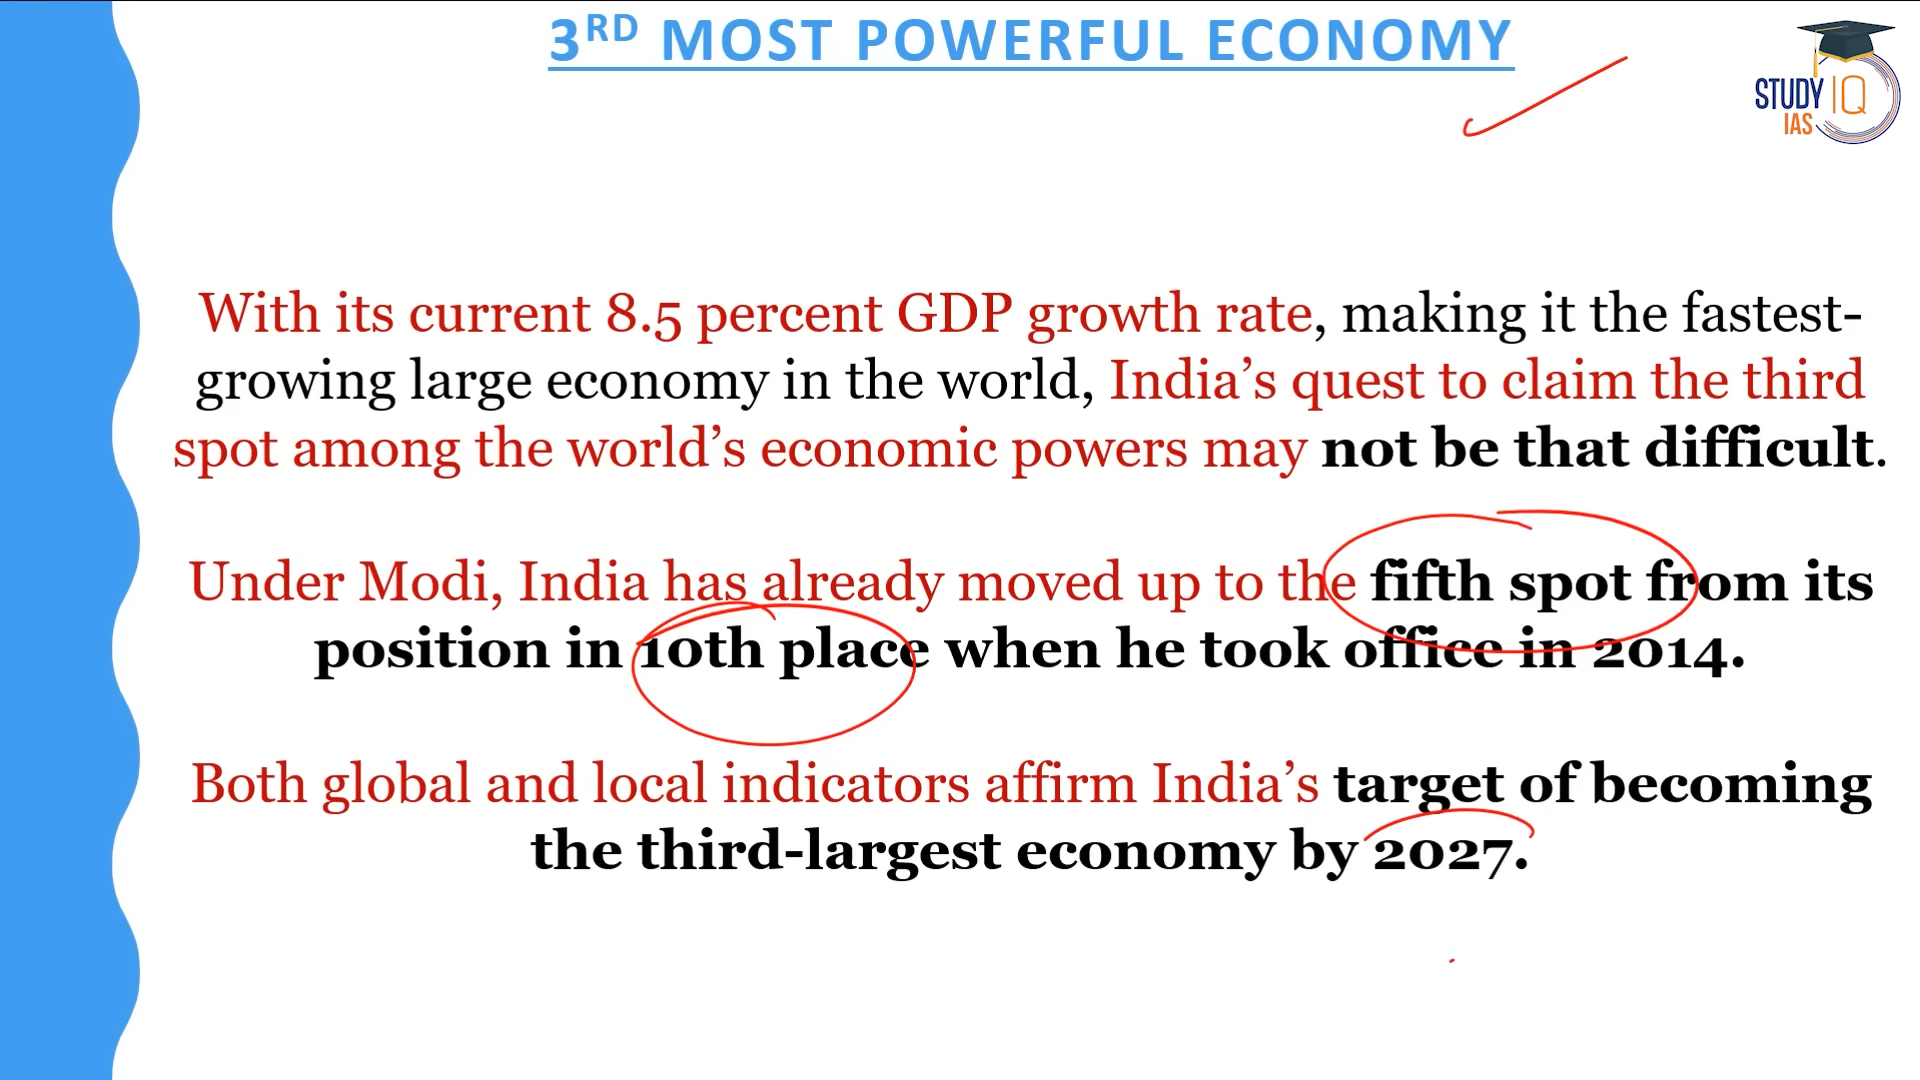 3RD MOST POWERFUL ECONOMY
STUDY IQ
IAS
With its current 8.5 percent GDP growth rate, making it the fastest-
growing large economy in the world, India’s quest to claim the third
spot among the world’s economic powers may not be that difficult.
Under Modi, India has already moved up to the fifth spot from its
position in 10th place when he took office in 2014.
Both global and local indicators affirm India’s target of becoming
the third-largest economy by 2027.